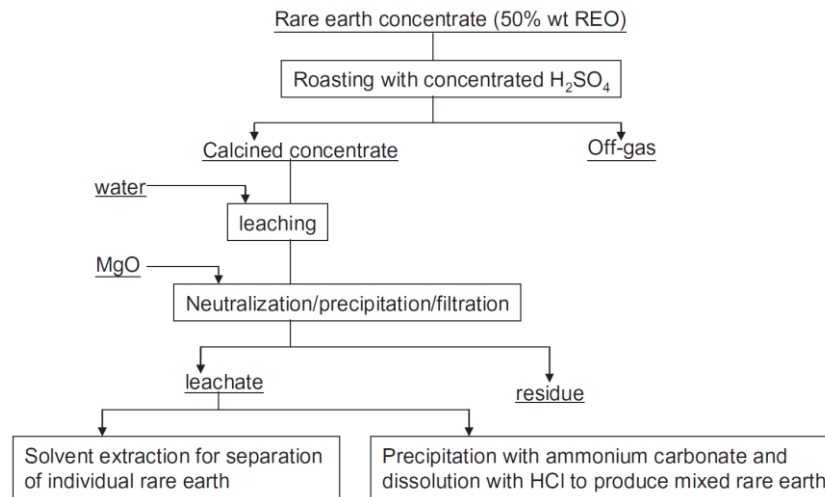 Rare earth concentrate (50% wt REO)
Roasting with concentrated H₂SO₄
Calcined concentrate
Off-gas
water
leaching
MgO
Neutralization/precipitation/filtration
leachate
residue
Solvent extraction for separation
of individual rare earth
Precipitation with ammonium carbonate and
dissolution with HCl to produce mixed rare earth